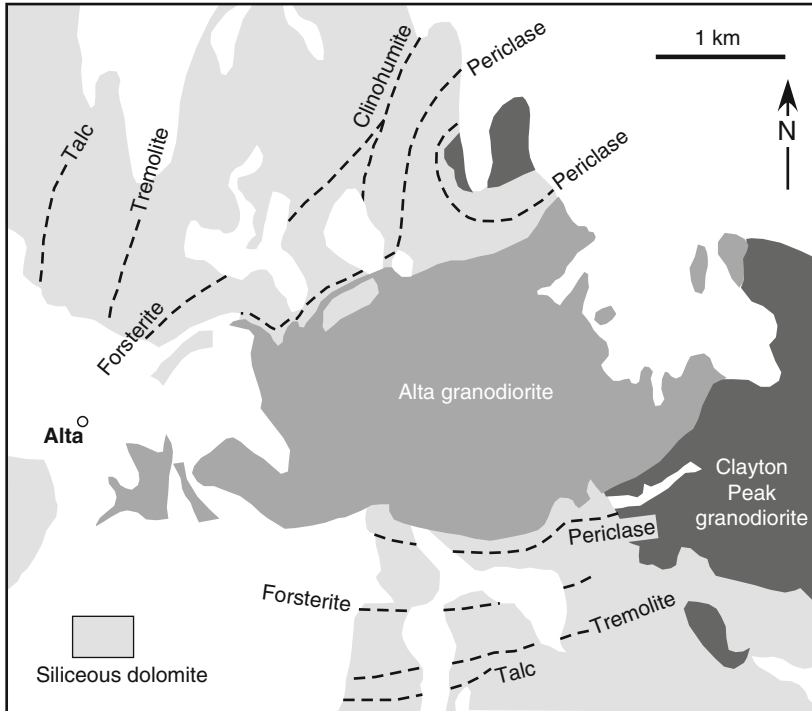 Clinohumite
Periclase
1 km
N
Talc
Tremolite
Periclase
Forsterite
Alta granodiorite
Alta
Clayton
Peak
granodiorite
Periclase
Forsterite
Tremolite
Talc
Siliceous dolomite